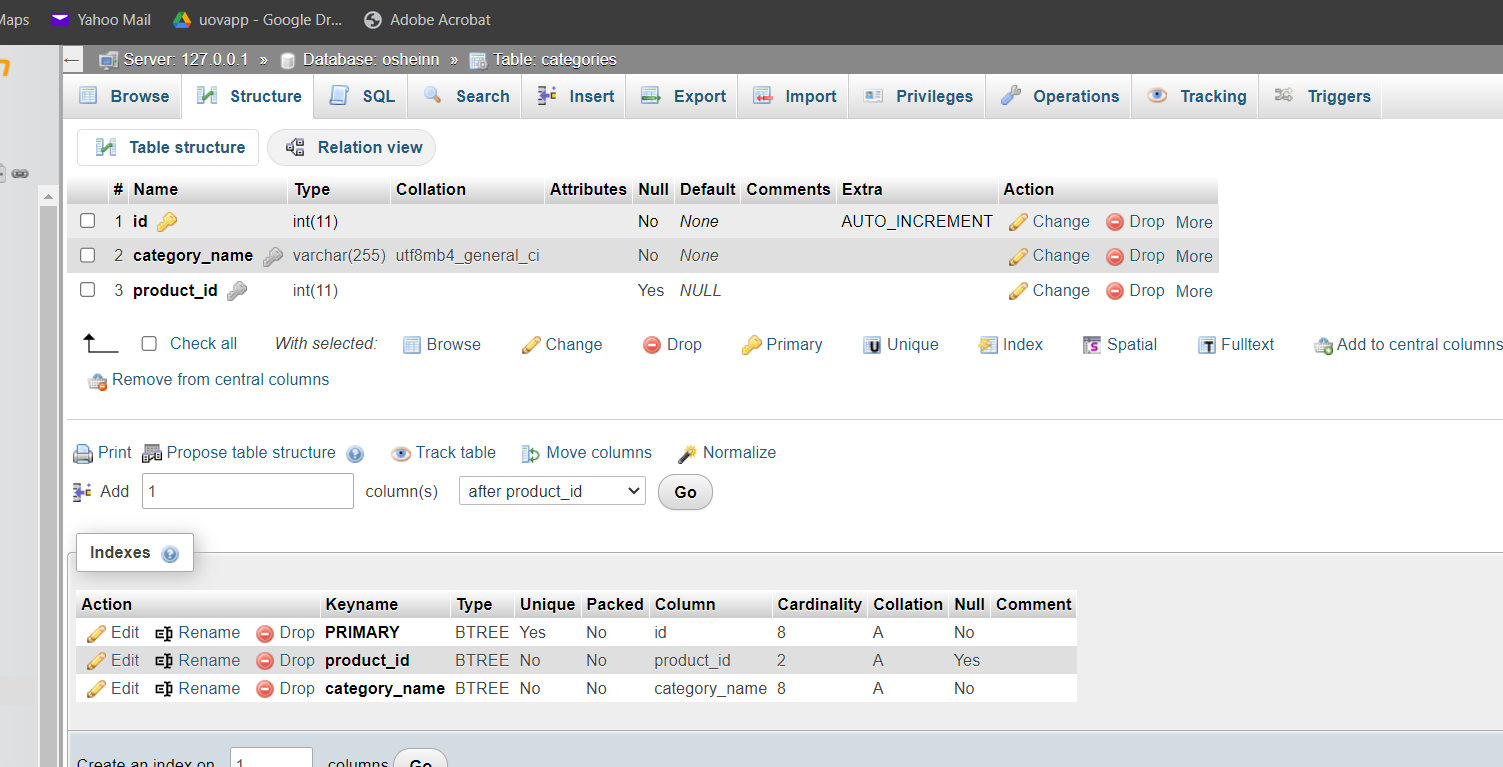 Maps Yahoo Mail uovapp - Google Dr... Adobe Acrobat
← Server: 127.0.0.1 » Database: osheinn » Table: categories
Browse Structure SQL Search Insert Export Import Privileges Operations Tracking Triggers
Table structure Relation view
# Name Type Collation Attributes Null Default Comments Extra Action
1 id int(11) No None AUTO_INCREMENT Change Drop More
2 category_name varchar(255) utf8mb4_general_ci No None Change Drop More
3 product_id int(11) Yes NULL Change Drop More
Check all With selected: Browse Change Drop Primary Unique Index Spatial Fulltext Add to central columns
Remove from central columns
Print Propose table structure Track table Move columns Normalize
Add 1 column(s) after product_id Go
Indexes
Action Keyname Type Unique Packed Column Cardinality Collation Null Comment
Edit Rename Drop PRIMARY BTREE Yes No id 8 A No
Edit Rename Drop product_id BTREE No No product_id 2 A Yes
Edit Rename Drop category_name BTREE No No category_name 8 A No
Create an index on 1 columns Go